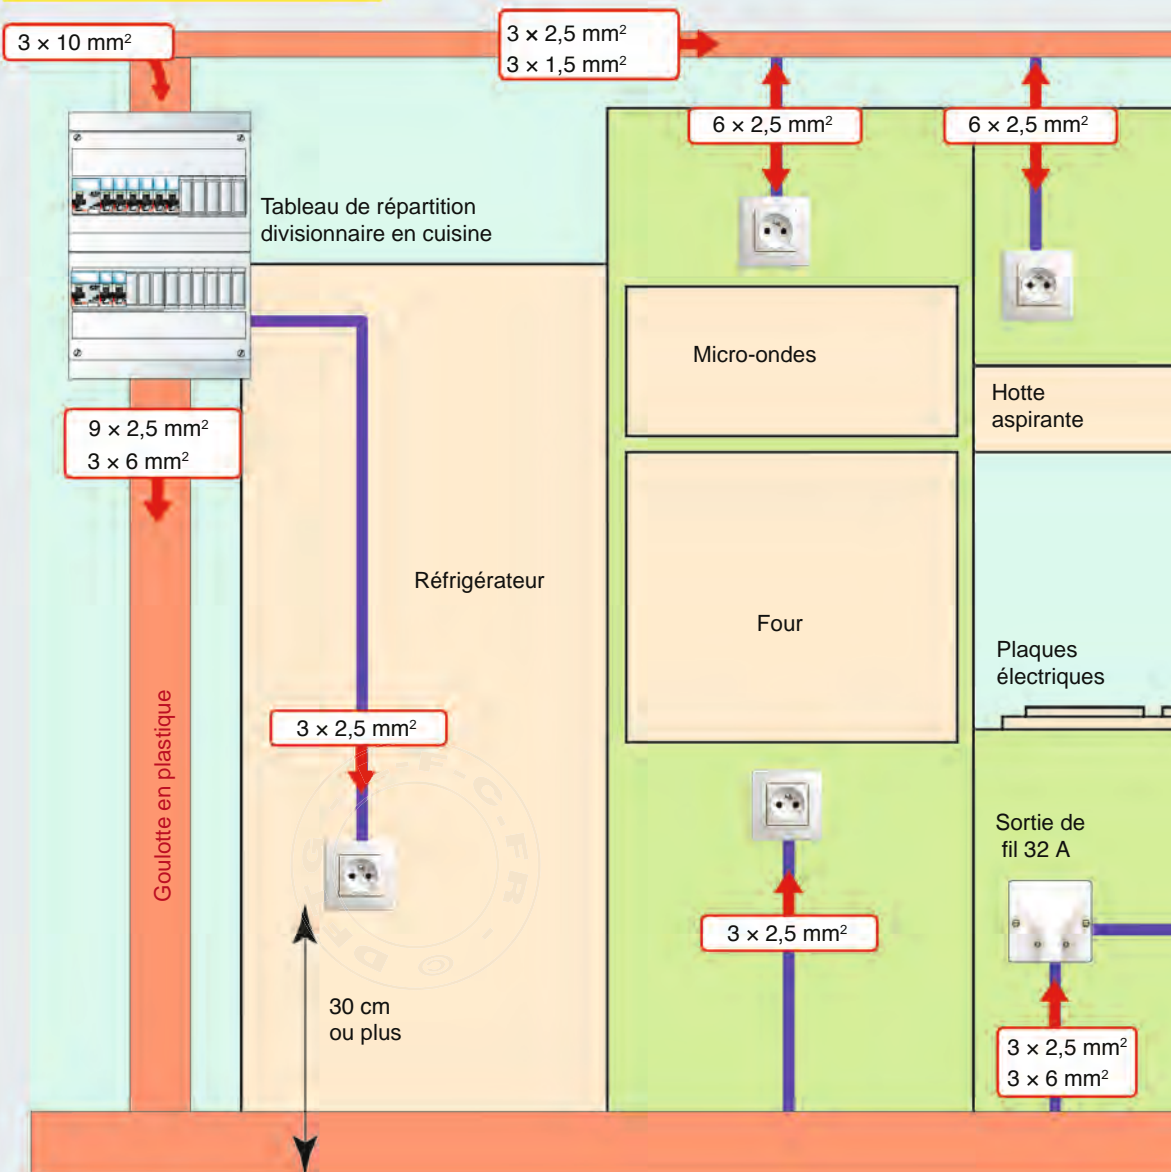 3 × 10 mm²
3 × 2,5 mm²
3 × 1,5 mm²
6 × 2,5 mm²
6 × 2,5 mm²
Tableau de répartition
divisionnaire en cuisine
Micro-ondes
Hotte
aspirante
9 × 2,5 mm²
3 × 6 mm²
Réfrigérateur
Four
Plaques
électriques
Goulotte en plastique
3 × 2,5 mm²
Sortie de
fil 32 A
3 × 2,5 mm²
30 cm
ou plus
3 × 2,5 mm²
3 × 6 mm²